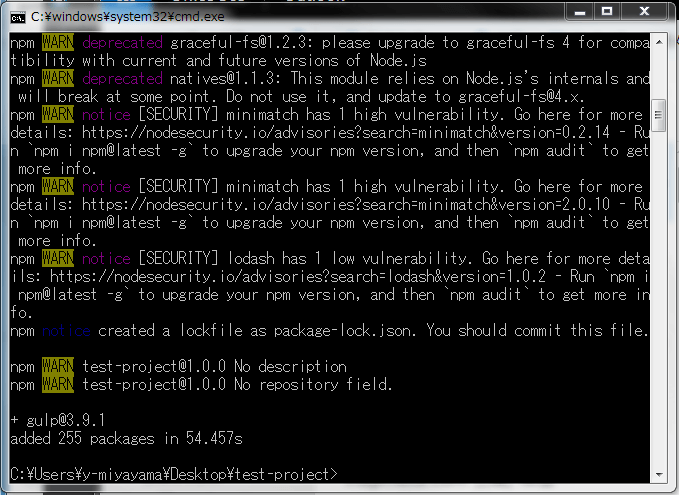 C:¥windows¥system32¥cmd.exe
npm WARN deprecated graceful-fs@1.2.3: please upgrade to graceful-fs 4 for compa
tibility with current and future versions of Node.js
npm WARN deprecated natives@1.1.3: This module relies on Node.js's internals and
 will break at some point. Do not use it, and update to graceful-fs@4.x.
npm WARN notice [SECURITY] minimatch has 1 high vulnerability. Go here for more
details: https://nodesecurity.io/advisories?search=minimatch&version=0.2.14 - Ru
n `npm i npm@latest -g` to upgrade your npm version, and then `npm audit` to get
 more info.
npm WARN notice [SECURITY] minimatch has 1 high vulnerability. Go here for more
details: https://nodesecurity.io/advisories?search=minimatch&version=2.0.10 - Ru
n `npm i npm@latest -g` to upgrade your npm version, and then `npm audit` to get
 more info.
npm WARN notice [SECURITY] lodash has 1 low vulnerability. Go here for more deta
ils: https://nodesecurity.io/advisories?search=lodash&version=1.0.2 - Run `npm i
 npm@latest -g` to upgrade your npm version, and then `npm audit` to get more in
fo.
npm notice created a lockfile as package-lock.json. You should commit this file.
npm WARN test-project@1.0.0 No description
npm WARN test-project@1.0.0 No repository field.
+ gulp@3.9.1
added 255 packages in 54.457s
C:¥Users¥y-miyayama¥Desktop¥test-project>